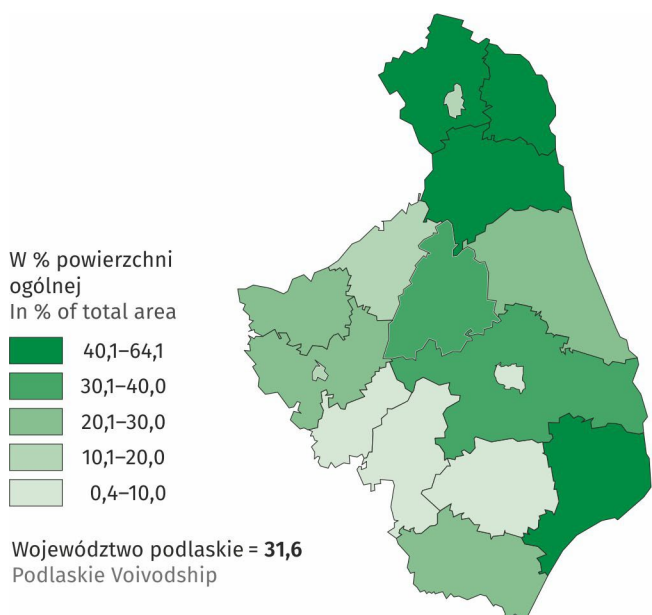 W % powierzchni
ogólnej
In % of total area
40,1–64,1
30,1–40,0
20,1–30,0
10,1–20,0
0,4–10,0
Województwo podlaskie = 31,6
Podlaskie Voivodship